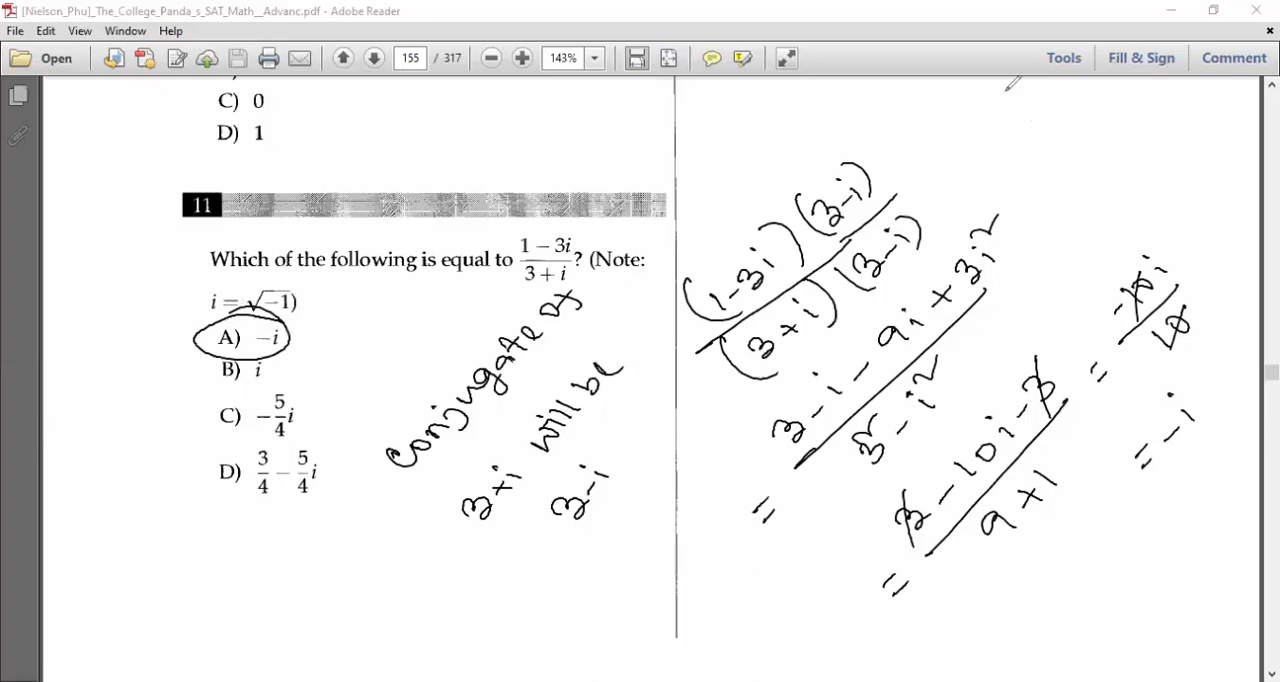 [Nielson_Phu]_The_College_Panda_s_SAT_Math__Advanc.pdf - Adobe Reader
File Edit View Window Help
Open 155 / 317 143% Tools Fill & Sign Comment
C) 0
D) 1
11
Which of the following is equal to (1 − 3i)/(3 + i)? (Note:
i = √−1)
A) −i
B) i
C) −5/4 i
D) 3/4 − 5/4 i
conjugate of
3+i will be
3−i
(1−3i)(3−i)
(3+i)(3−i)
= 3−i−9i+3i²
3²−i²
= 3−10i−3
9+1
= −10i
10
= −i